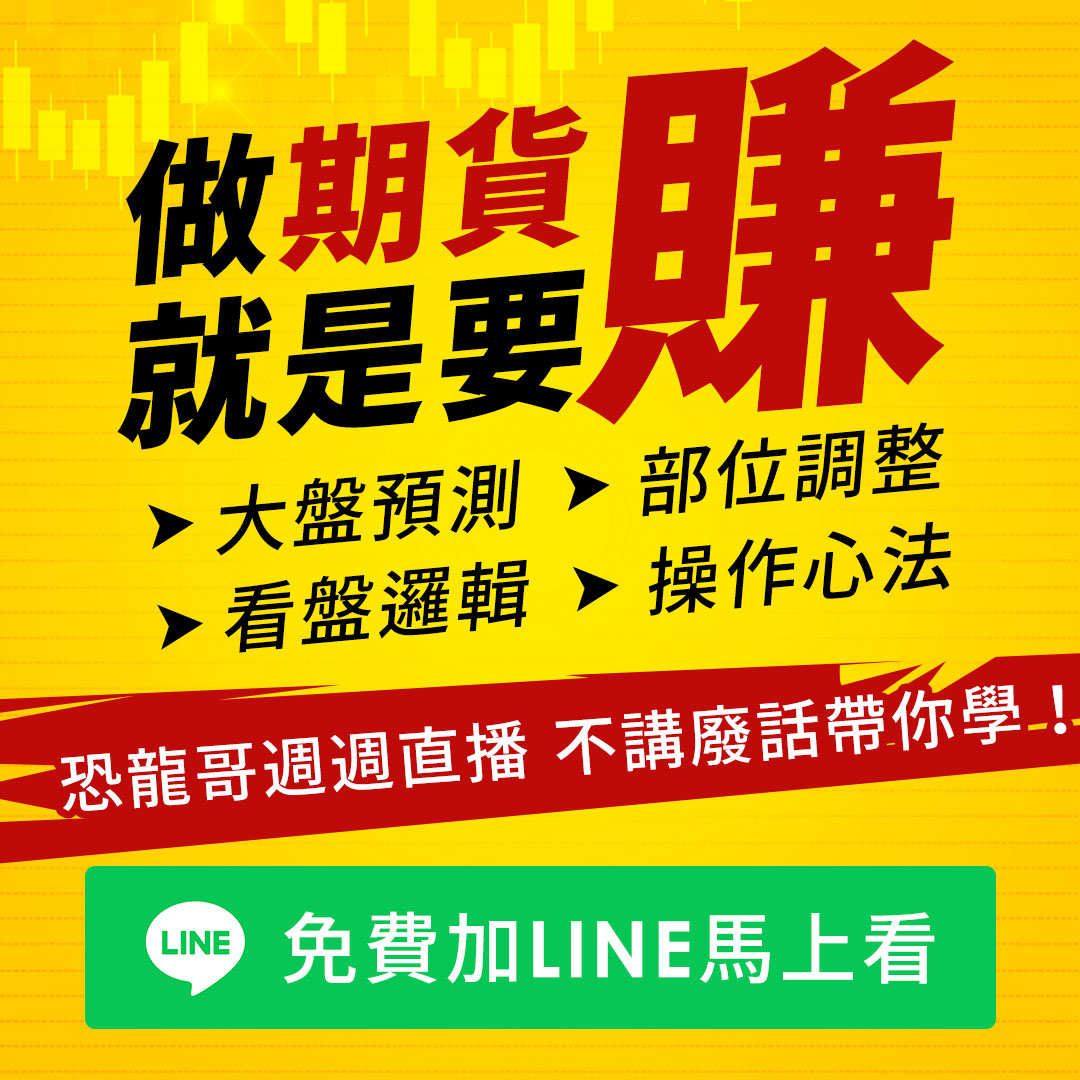 做期貨
就是要賺
➤ 大盤預測 ➤ 部位調整
➤ 看盤邏輯 ➤ 操作心法
恐龍哥週週直播 不講廢話帶你學！
LINE 免費加LINE馬上看